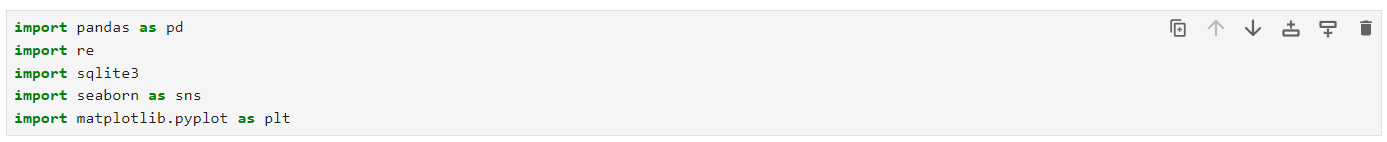 import pandas as pd
import re
import sqlite3
import seaborn as sns
import matplotlib.pyplot as plt